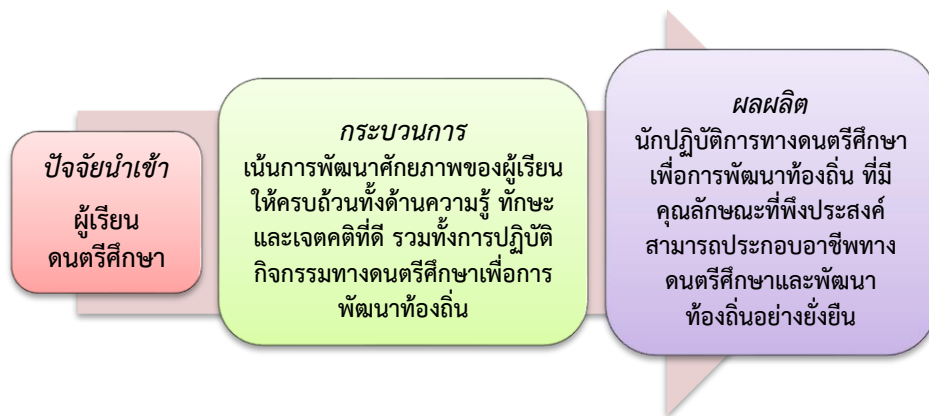 ปัจจัยนำเข้า
ผู้เรียน
ดนตรีศึกษา
กระบวนการ
เน้นการพัฒนาศักยภาพของผู้เรียน
ให้ครบถ้วนทั้งด้านความรู้ ทักษะ
และเจตคติที่ดี รวมทั้งการปฏิบัติ
กิจกรรมทางดนตรีศึกษาเพื่อการ
พัฒนาท้องถิ่น
ผลผลิต
นักปฏิบัติการทางดนตรีศึกษา
เพื่อการพัฒนาท้องถิ่น ที่มี
คุณลักษณะที่พึงประสงค์
สามารถประกอบอาชีพทาง
ดนตรีศึกษาและพัฒนา
ท้องถิ่นอย่างยั่งยืน